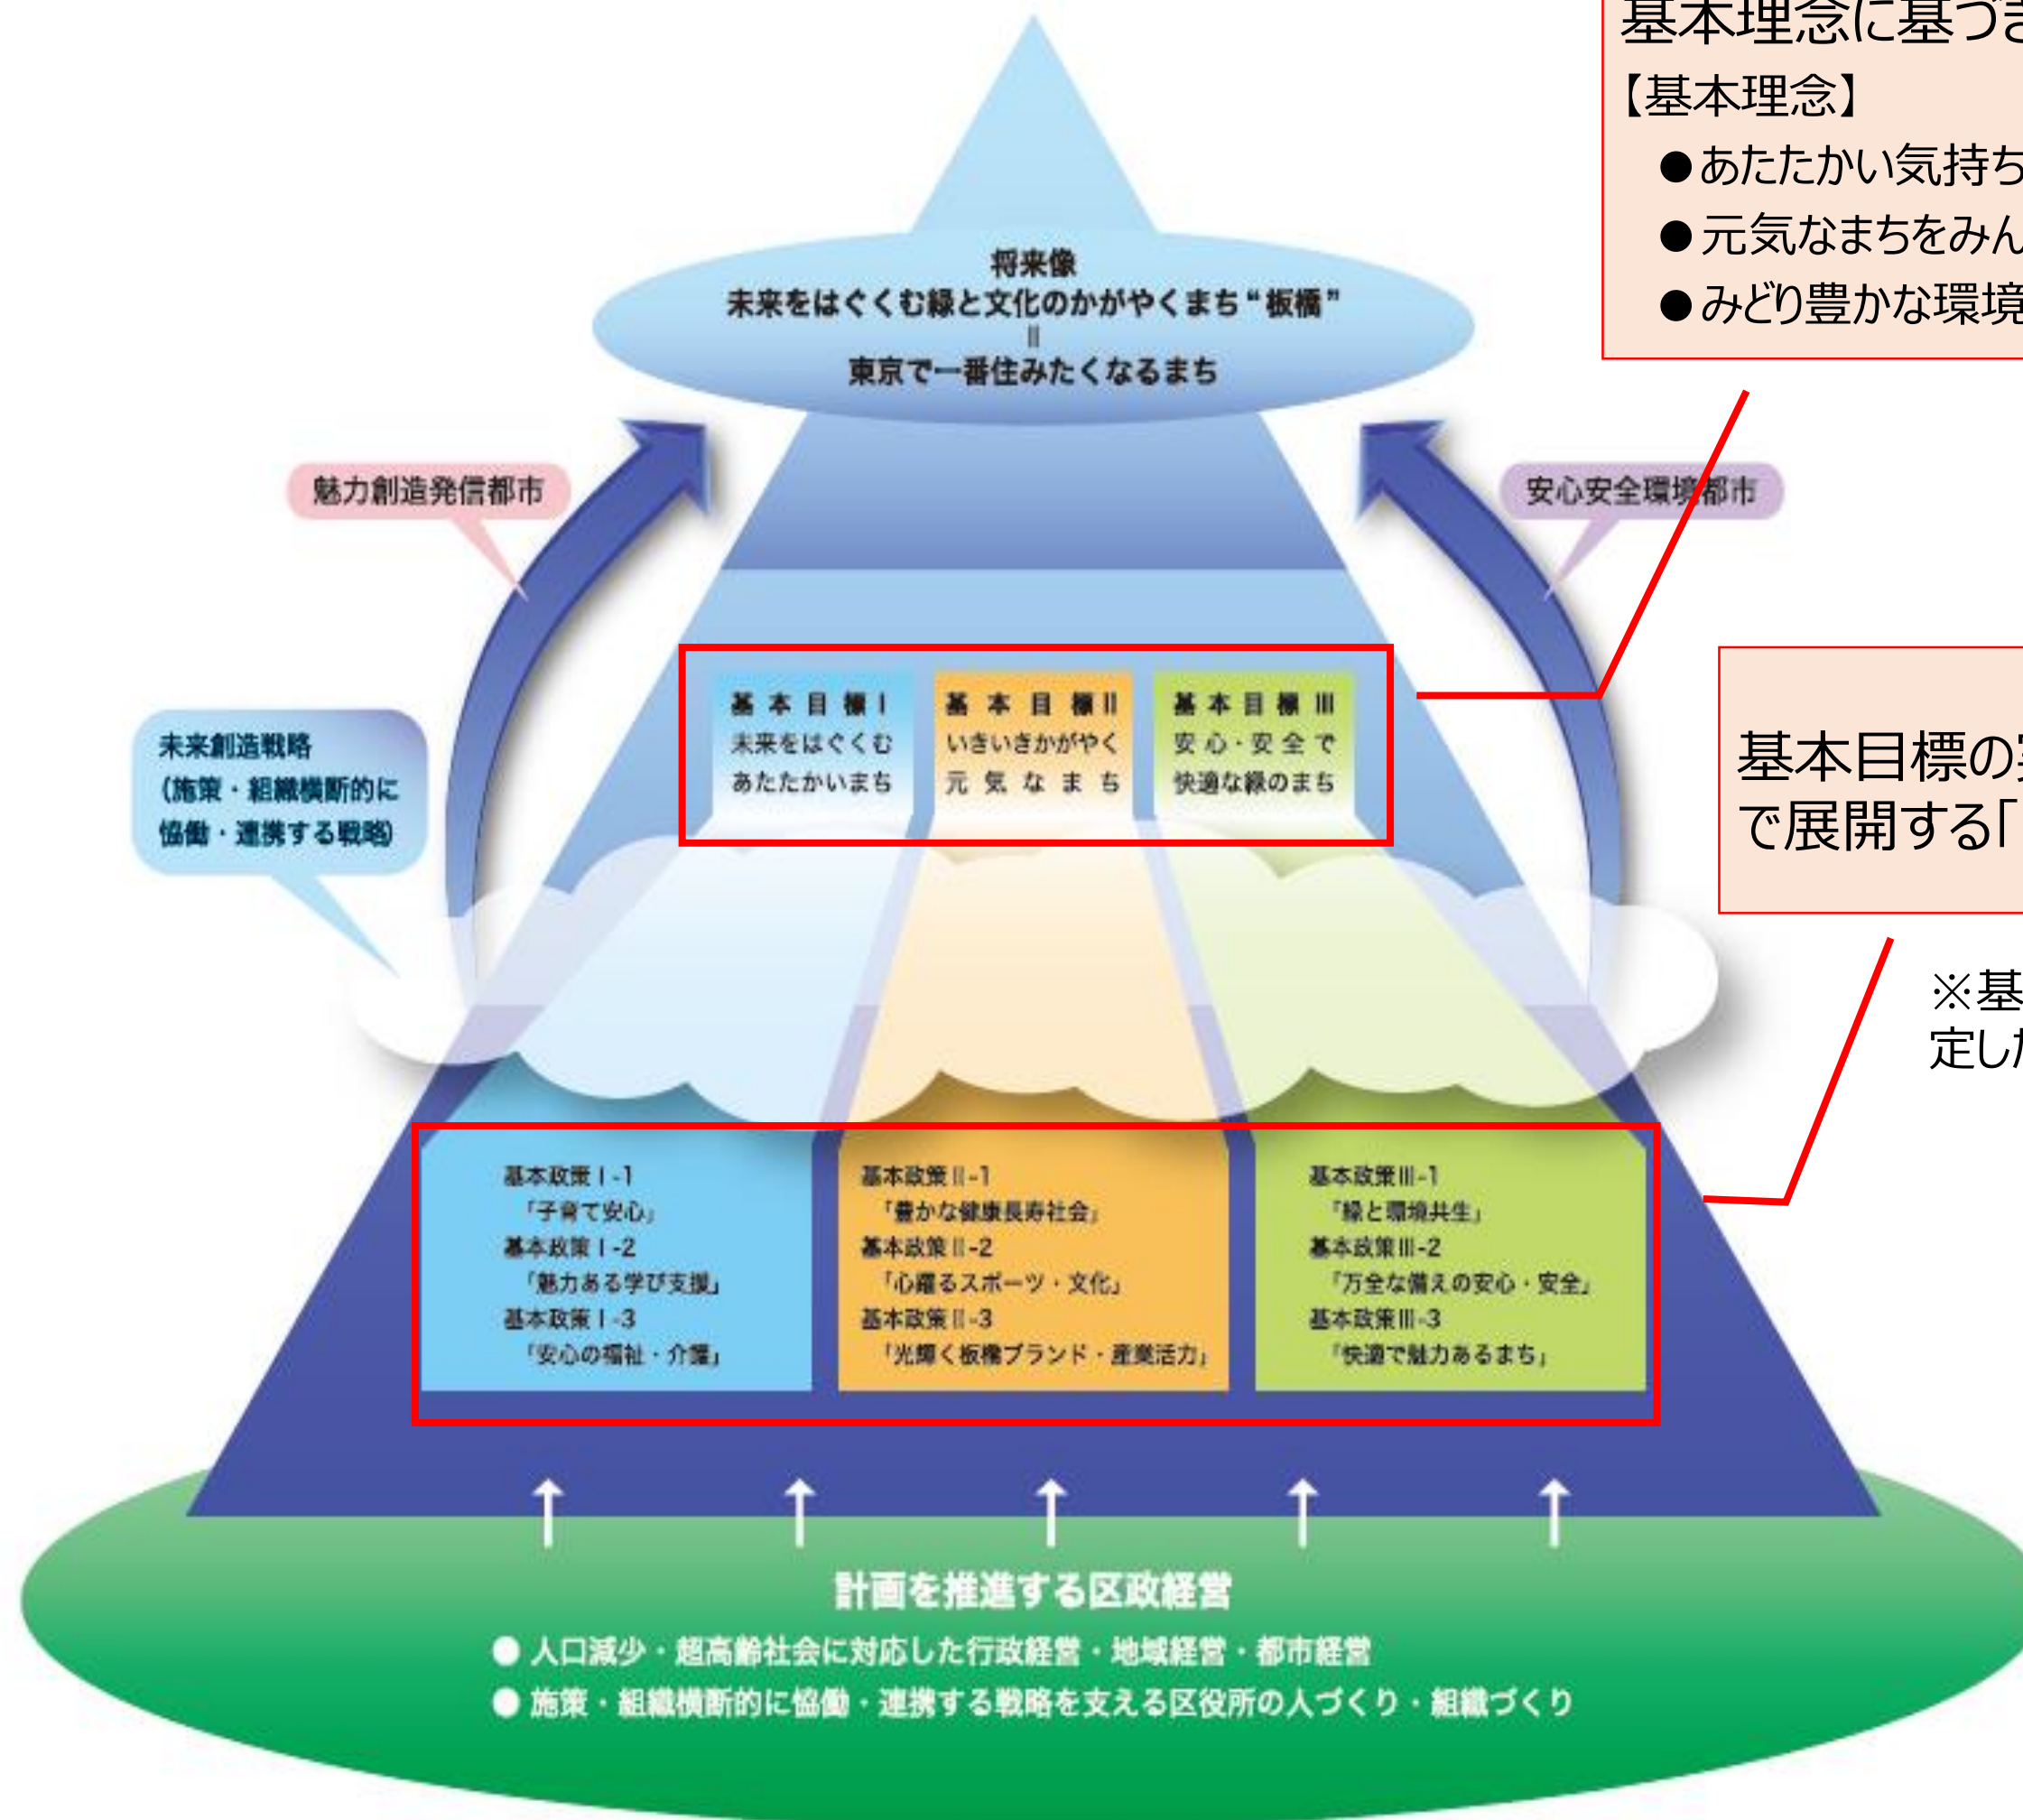 基本理念に基づき
【基本理念】
●あたたかい気持ち
●元気なまちをみん
●みどり豊かな環境
将来像
未来をはぐくむ緑と文化のかがやくまち“板橋”
＝
東京で一番住みたくなるまち
魅力創造発信都市
安心安全環境都市
基本目標Ⅰ
未来をはぐくむ
あたたかいまち
基本目標Ⅱ
いきいきかがやく
元気なまち
基本目標Ⅲ
安心・安全で
快適な緑のまち
未来創造戦略
(施策・組織横断的に
協働・連携する戦略)
基本目標の
で展開する「
※基
定した
基本政策Ⅰ-1
「子育て安心」
基本政策Ⅰ-2
「魅力ある学び支援」
基本政策Ⅰ-3
「安心の福祉・介護」
基本政策Ⅱ-1
「豊かな健康長寿社会」
基本政策Ⅱ-2
「心躍るスポーツ・文化」
基本政策Ⅱ-3
「光輝く板橋ブランド・産業活力」
基本政策Ⅲ-1
「緑と環境共生」
基本政策Ⅲ-2
「万全な備えの安心・安全」
基本政策Ⅲ-3
「快適で魅力あるまち」
計画を推進する区政経営
●人口減少・超高齢社会に対応した行政経営・地域経営・都市経営
●施策・組織横断的に協働・連携する戦略を支える区役所の人づくり・組織づくり